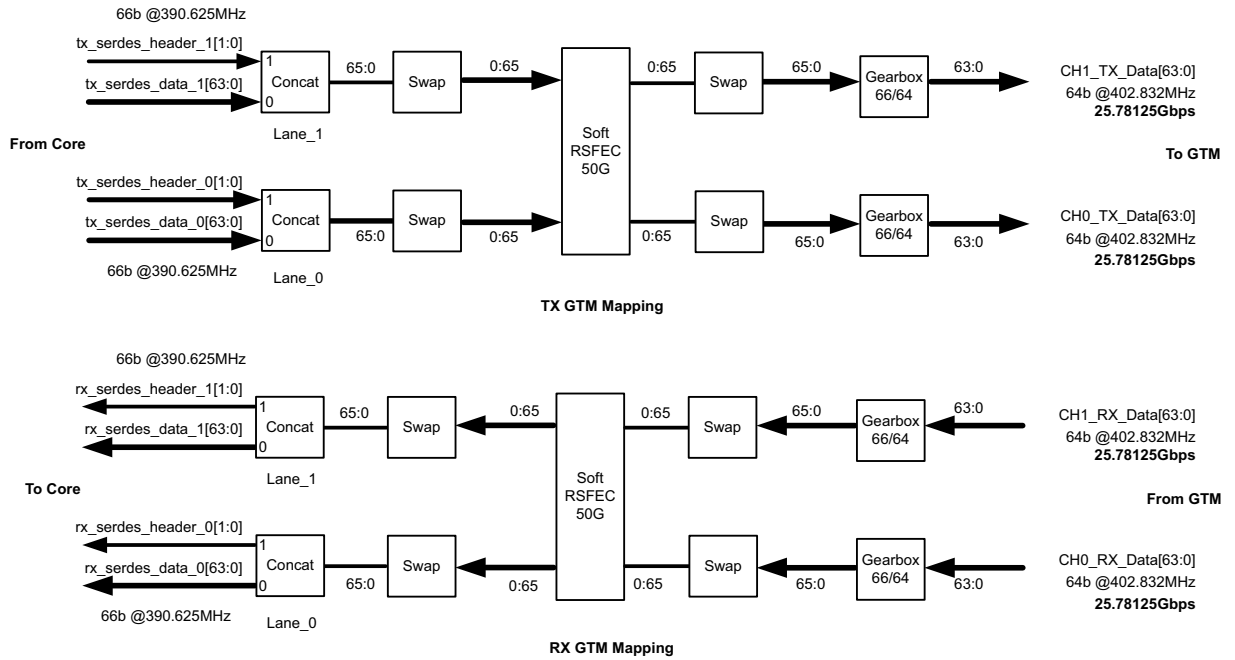 66b @390.625MHz
tx_serdes_header_1[1:0]
tx_serdes_data_1[63:0]
1
0
Concat
Lane_1
65:0
Swap
0:65
Soft
RSFEC
50G
0:65
Swap
65:0
Gearbox
66/64
63:0
CH1_TX_Data[63:0]
64b @402.832MHz
25.78125Gbps
From Core
To GTM
tx_serdes_header_0[1:0]
tx_serdes_data_0[63:0]
66b @390.625MHz
1
0
Concat
Lane_0
65:0
Swap
0:65
0:65
Swap
65:0
Gearbox
66/64
63:0
CH0_TX_Data[63:0]
64b @402.832MHz
25.78125Gbps
TX GTM Mapping
66b @390.625MHz
rx_serdes_header_1[1:0]
rx_serdes_data_1[63:0]
1
0
Concat
Lane_1
65:0
Swap
0:65
Soft
RSFEC
50G
0:65
Swap
65:0
Gearbox
66/64
63:0
CH1_RX_Data[63:0]
64b @402.832MHz
25.78125Gbps
To Core
From GTM
rx_serdes_header_0[1:0]
rx_serdes_data_0[63:0]
66b @390.625MHz
1
0
Concat
Lane_0
65:0
Swap
0:65
0:65
Swap
65:0
Gearbox
66/64
63:0
CH0_RX_Data[63:0]
64b @402.832MHz
25.78125Gbps
RX GTM Mapping